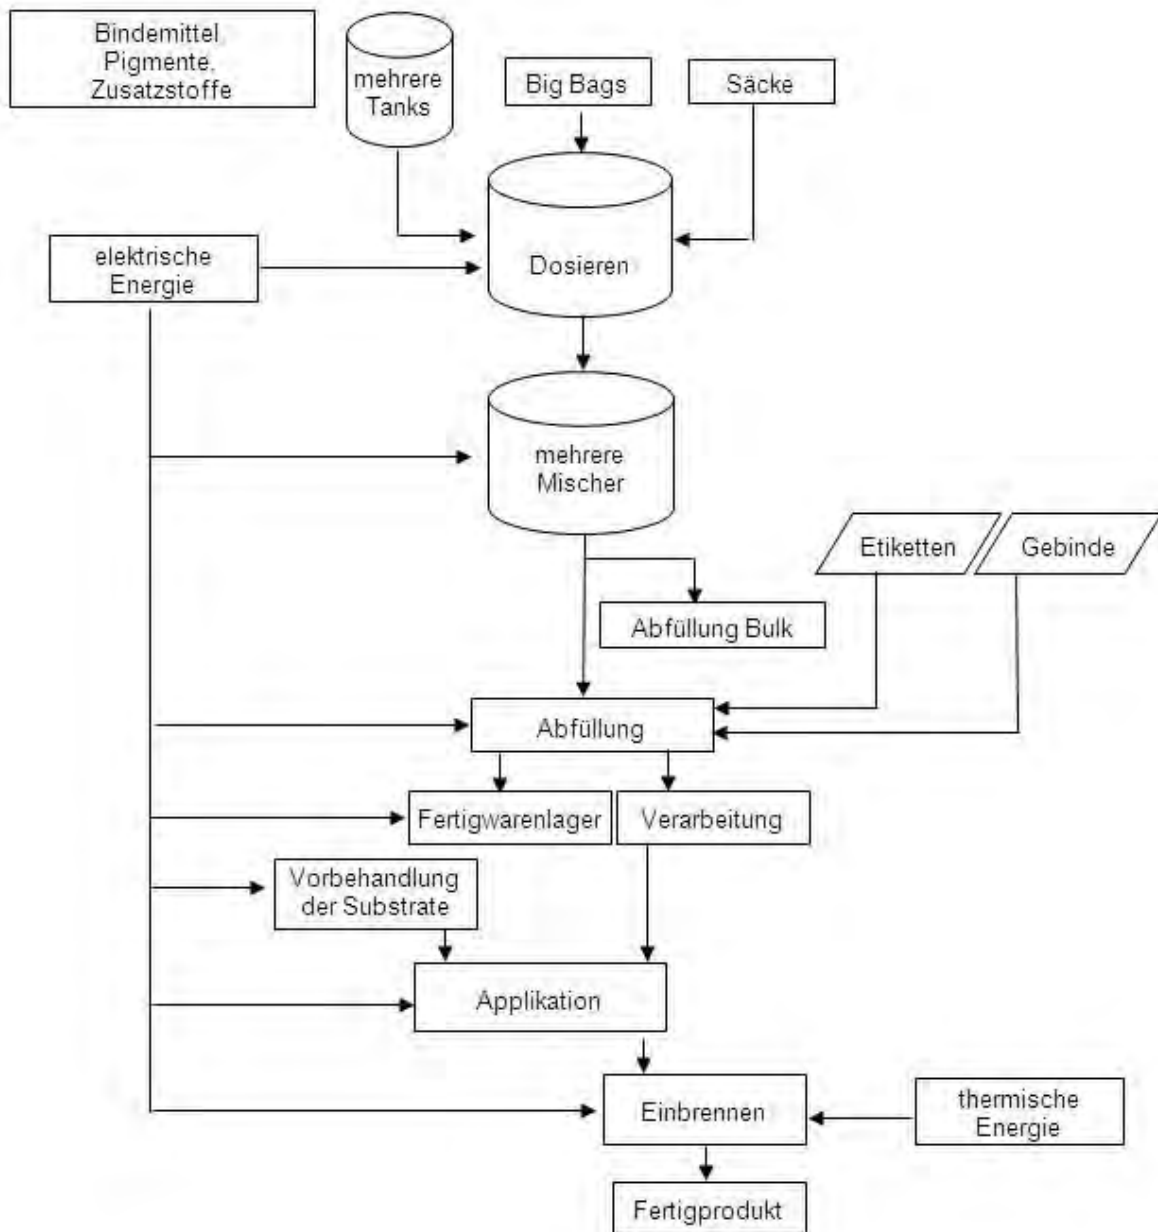 Bindemittel,
Pigmente,
Zusatzstoffe
mehrere
Tanks
Big Bags
Säcke
elektrische
Energie
Dosieren
mehrere
Mischer
Etiketten
Gebinde
Abfüllung Bulk
Abfüllung
Fertigwarenlager
Verarbeitung
Vorbehandlung
der Substrate
Applikation
Einbrennen
thermische
Energie
Fertigprodukt